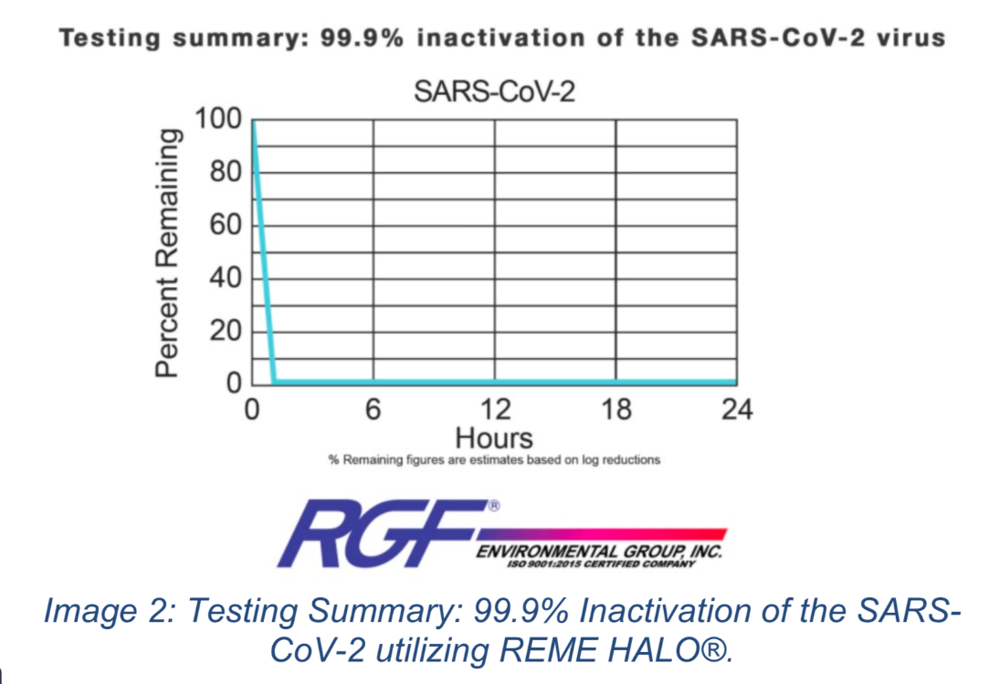 Testing summary: 99.9% inactivation of the SARS-CoV-2 virus
SARS-CoV-2
Percent Remaining
100
80
60
40
20
0
0 6 12 18 24
Hours
% Remaining figures are estimates based on log reductions
RGF®
ENVIRONMENTAL GROUP, INC.
ISO 9001:2015 CERTIFIED COMPANY
Image 2: Testing Summary: 99.9% Inactivation of the SARS-
CoV-2 utilizing REME HALO®.